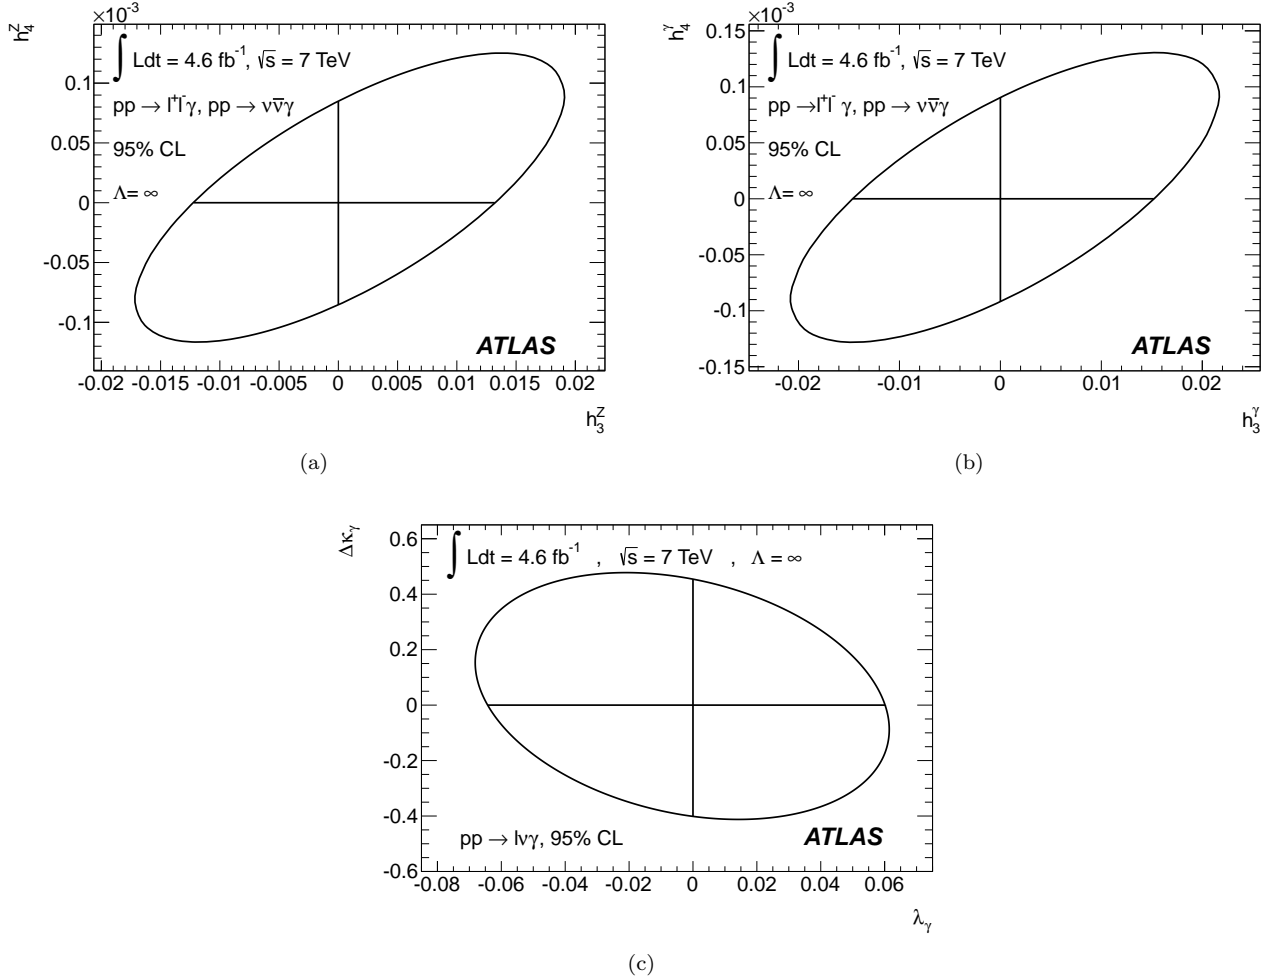 h₄ᶻ
×10⁻³
∫ Ldt = 4.6 fb⁻¹, √s = 7 TeV
pp → l⁺l⁻γ, pp → νν̅γ
95% CL
Λ= ∞
0.1
0.05
0
-0.05
-0.1
ATLAS
-0.02 -0.015 -0.01 -0.005 0 0.005 0.01 0.015 0.02
h₃ᶻ
(a)
h₄ᵞ
×10⁻³
∫ Ldt = 4.6 fb⁻¹, √s = 7 TeV
pp →l⁺l⁻ γ, pp → νν̅γ
95% CL
Λ= ∞
0.15
0.1
0.05
0
-0.05
-0.1
-0.15
ATLAS
-0.02 -0.01 0 0.01 0.02
h₃ᵞ
(b)
Δκᵧ
∫ Ldt = 4.6 fb⁻¹ , √s = 7 TeV , Λ = ∞
0.6
0.4
0.2
0
-0.2
-0.4
-0.6
pp → lνγ, 95% CL
ATLAS
-0.08 -0.06 -0.04 -0.02 0 0.02 0.04 0.06
λᵧ
(c)